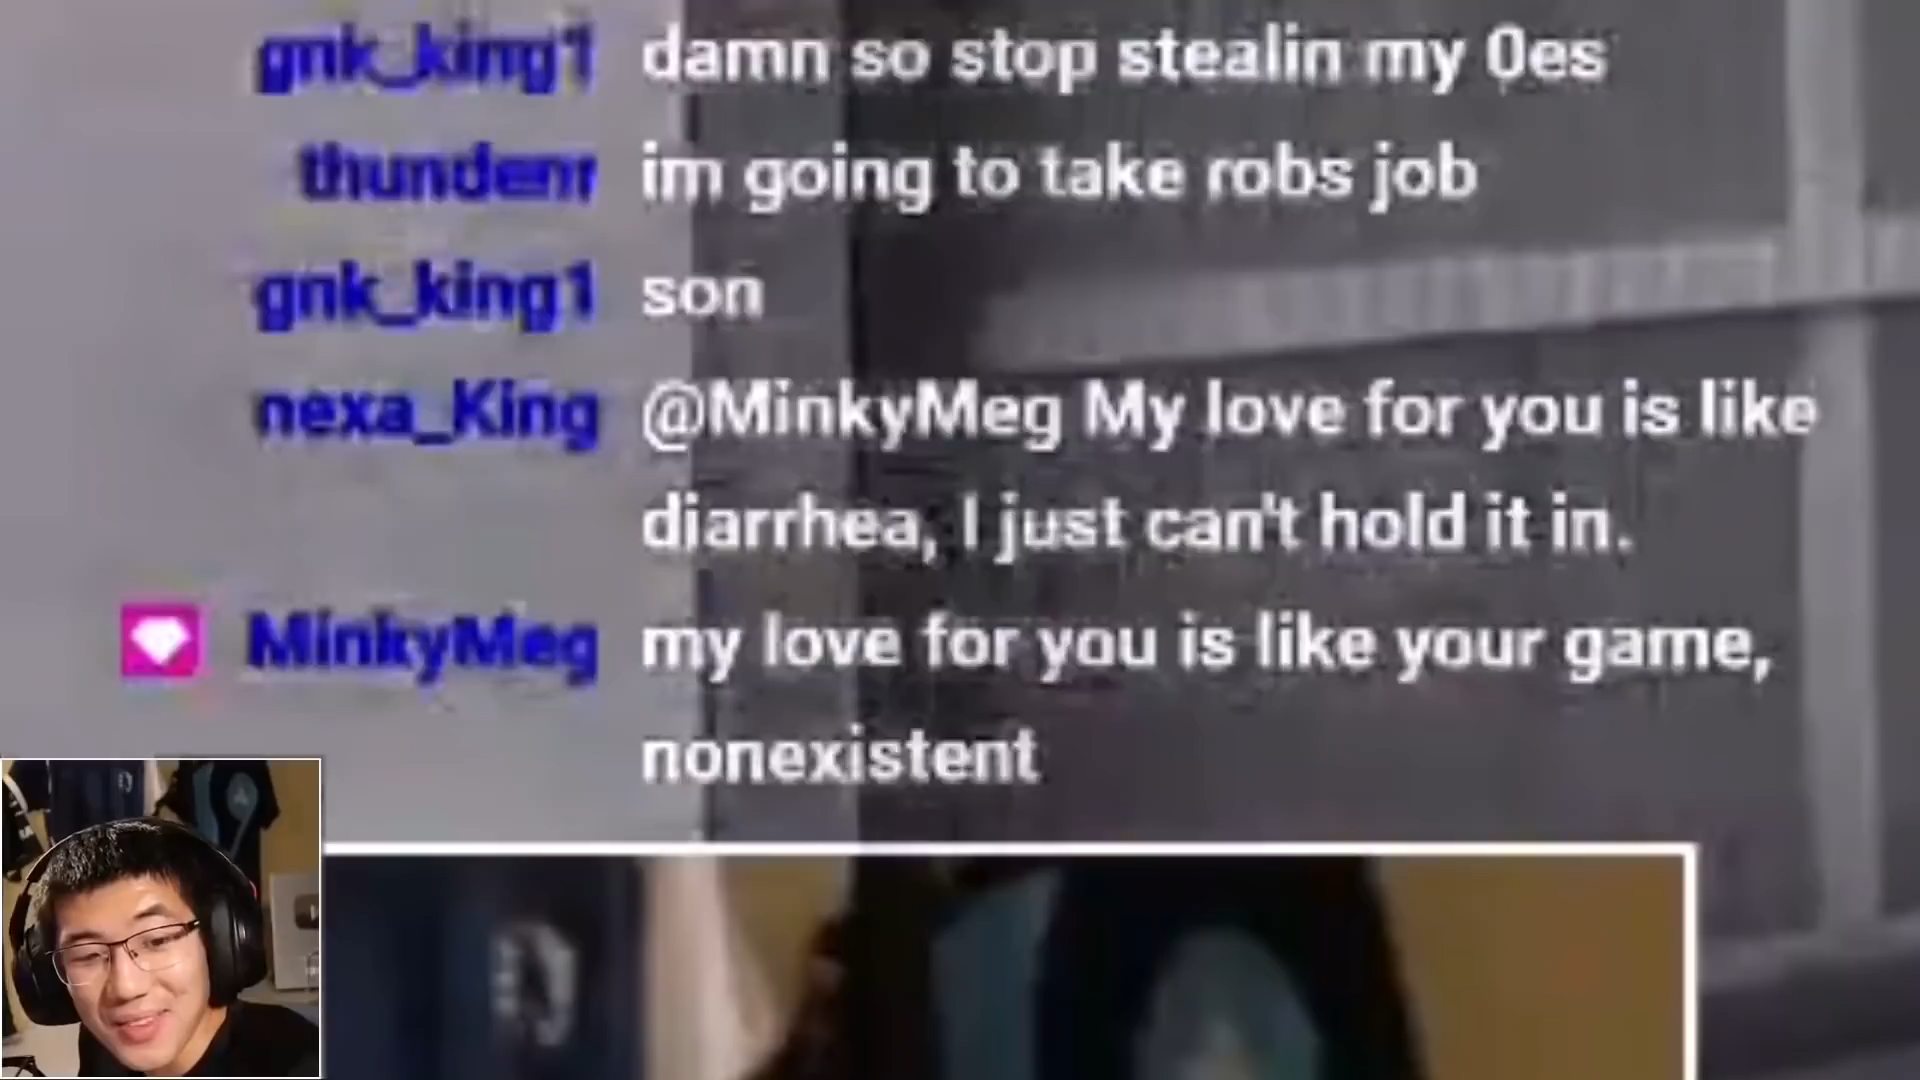 gnk_king1 damn so stop stealin my 0es
thundenr im going to take robs job
gnk_king1 son
nexa_King @MinkyMeg My love for you is like
diarrhea, I just can't hold it in.
MinkyMeg my love for you is like your game,
nonexistent